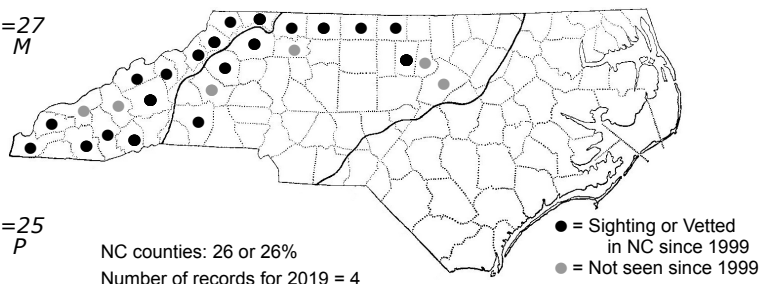 =27
M
=25
P
NC counties: 26 or 26%
Number of records for 2019 = 4
● = Sighting or Vetted
in NC since 1999
● = Not seen since 1999